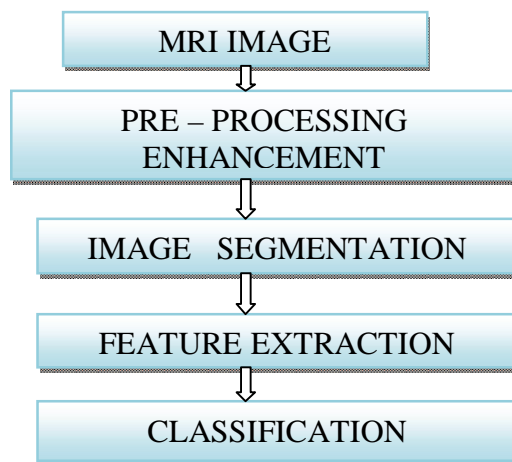 MRI IMAGE
PRE – PROCESSING
ENHANCEMENT
IMAGE SEGMENTATION
FEATURE EXTRACTION
CLASSIFICATION